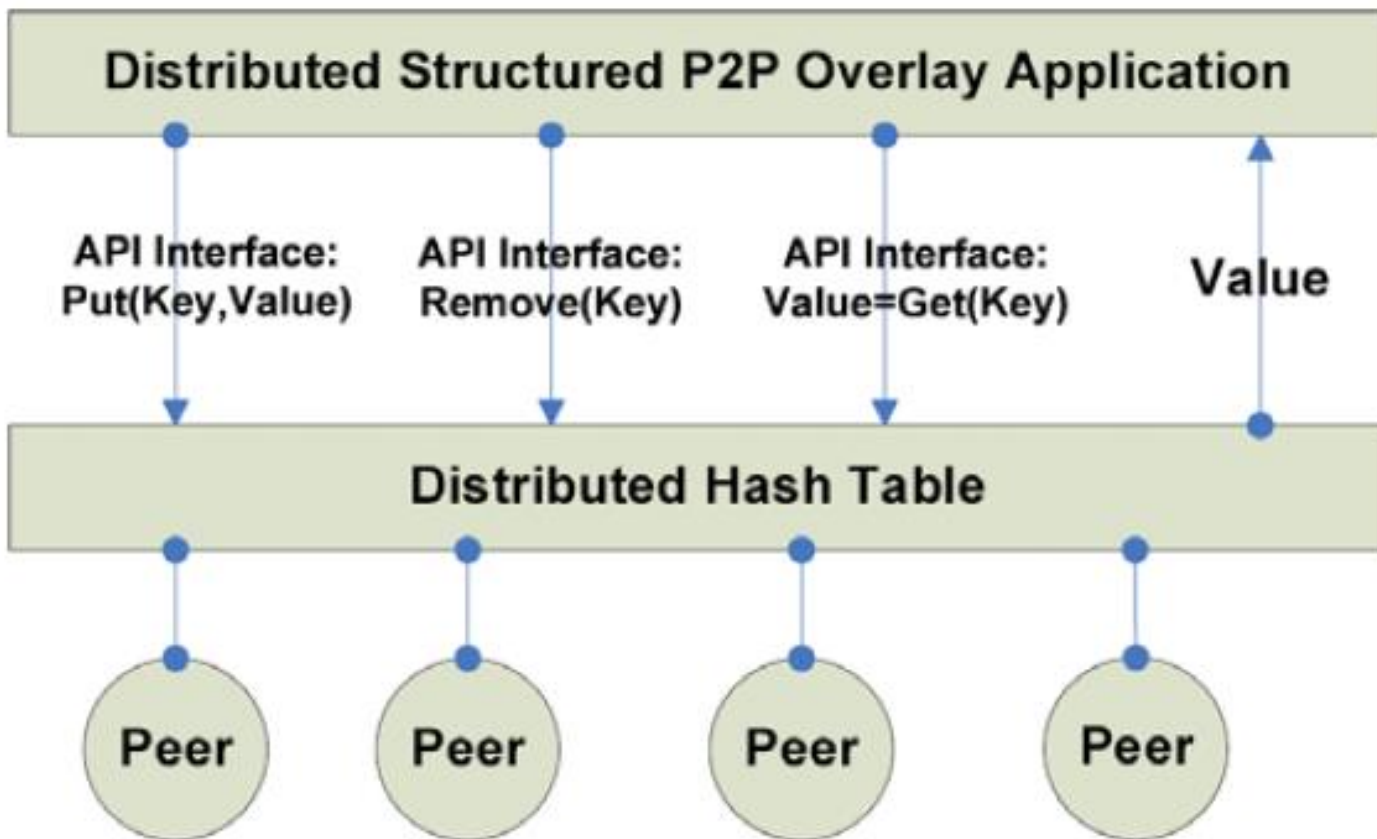 Distributed Structured P2P Overlay Application
API Interface:
Put(Key,Value)
API Interface:
Remove(Key)
API Interface:
Value=Get(Key)
Value
Distributed Hash Table
Peer
Peer
Peer
Peer